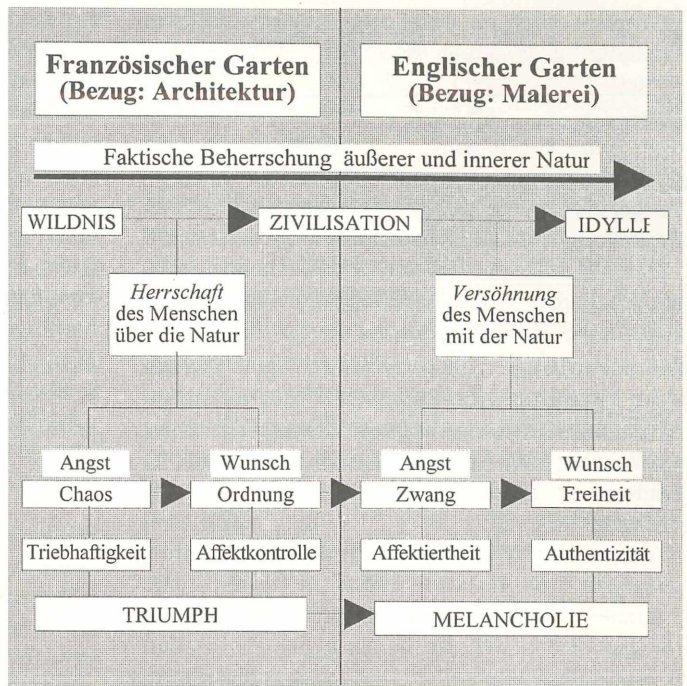 Französischer Garten
(Bezug: Architektur)
Englischer Garten
(Bezug: Malerei)
Faktische Beherrschung äußerer und innerer Natur
WILDNIS
ZIVILISATION
IDYLLE
Herrschaft
des Menschen
über die Natur
Versöhnung
des Menschen
mit der Natur
Angst
Wunsch
Angst
Wunsch
Chaos
Ordnung
Zwang
Freiheit
Triebhaftigkeit
Affektkontrolle
Affektiertheit
Authentizität
TRIUMPH
MELANCHOLIE